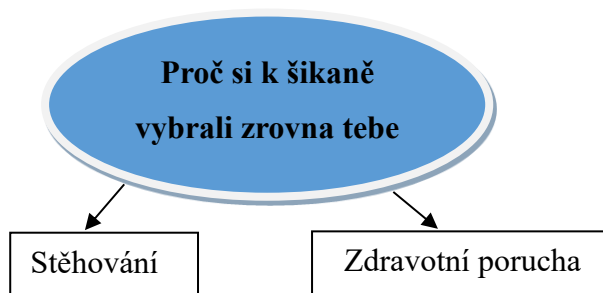 Proč si k šikaně
vybrali zrovna tebe
Stěhování
Zdravotní porucha